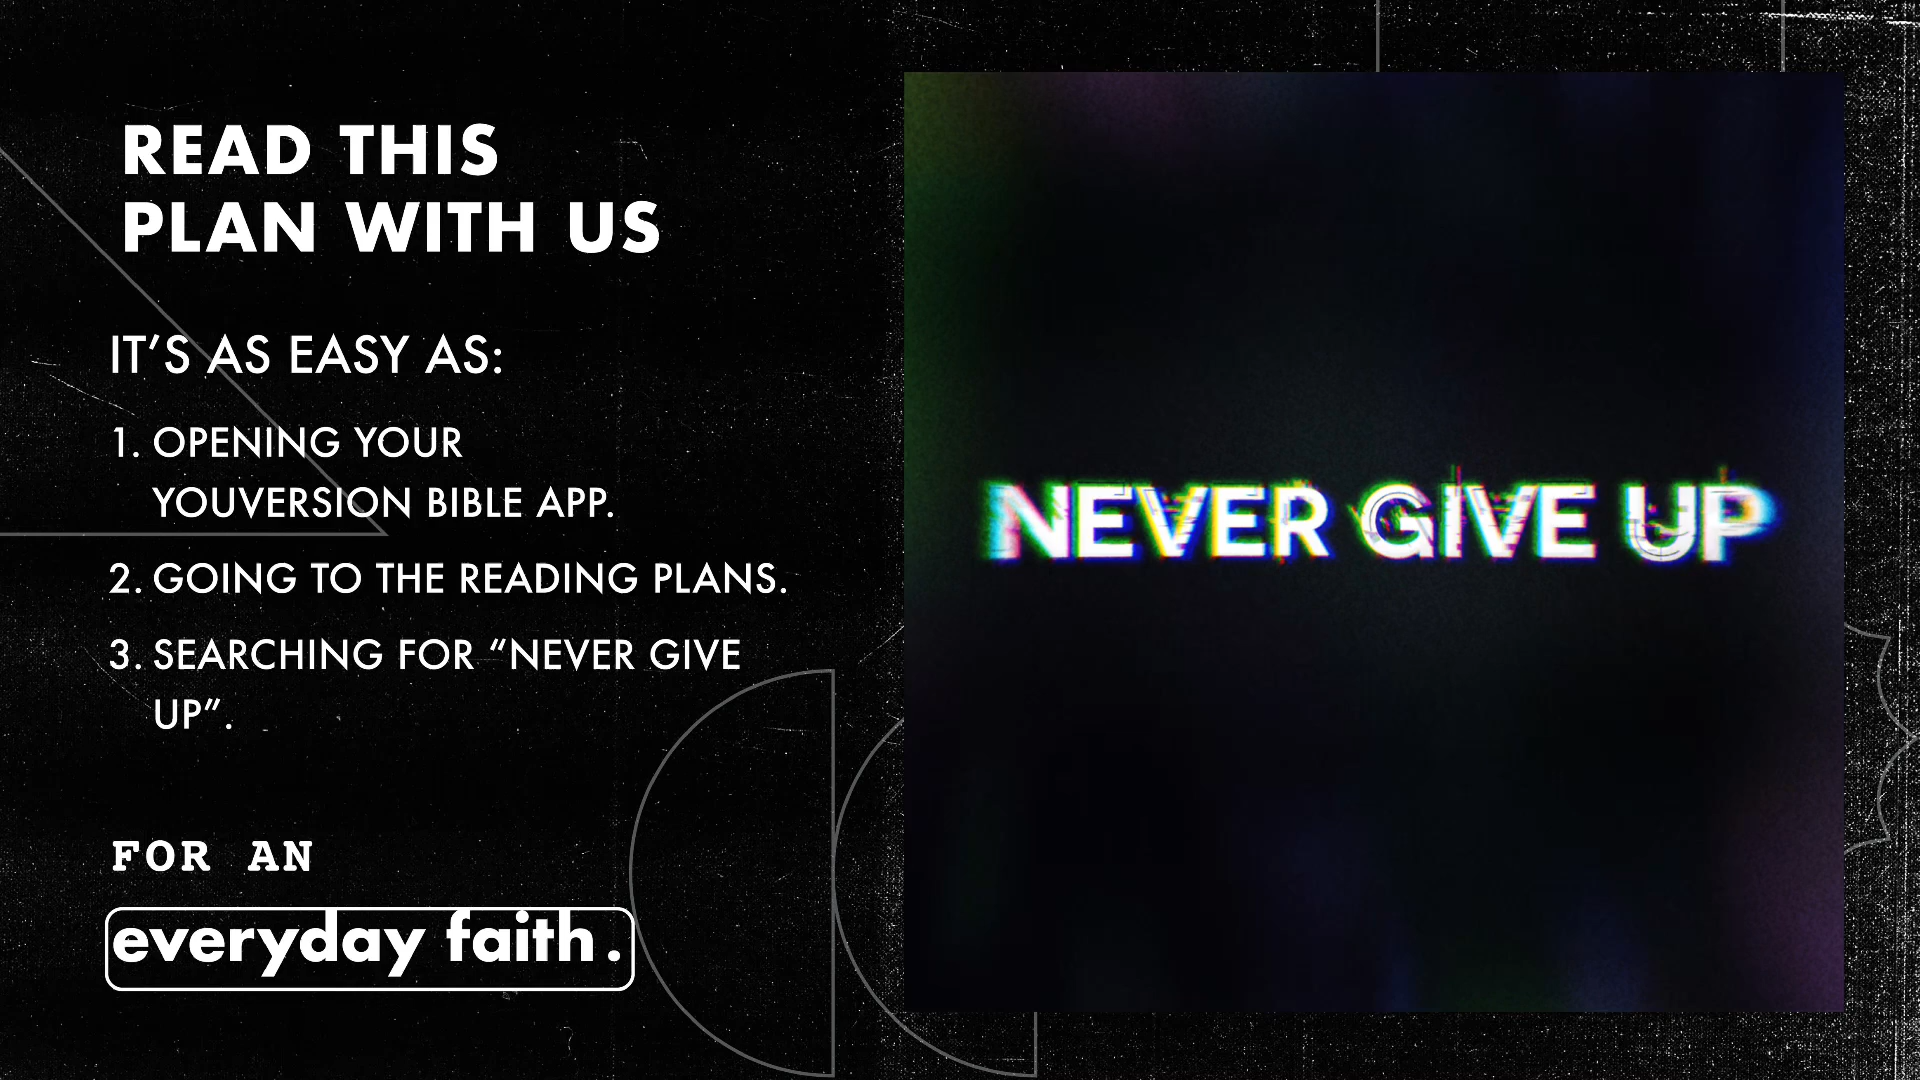 READ THIS
PLAN WITH US
IT’S AS EASY AS:
1. OPENING YOUR
YOUVERSION BIBLE APP.
2. GOING TO THE READING PLANS.
3. SEARCHING FOR “NEVER GIVE
UP”.
FOR AN
everyday faith.
NEVER GIVE UP